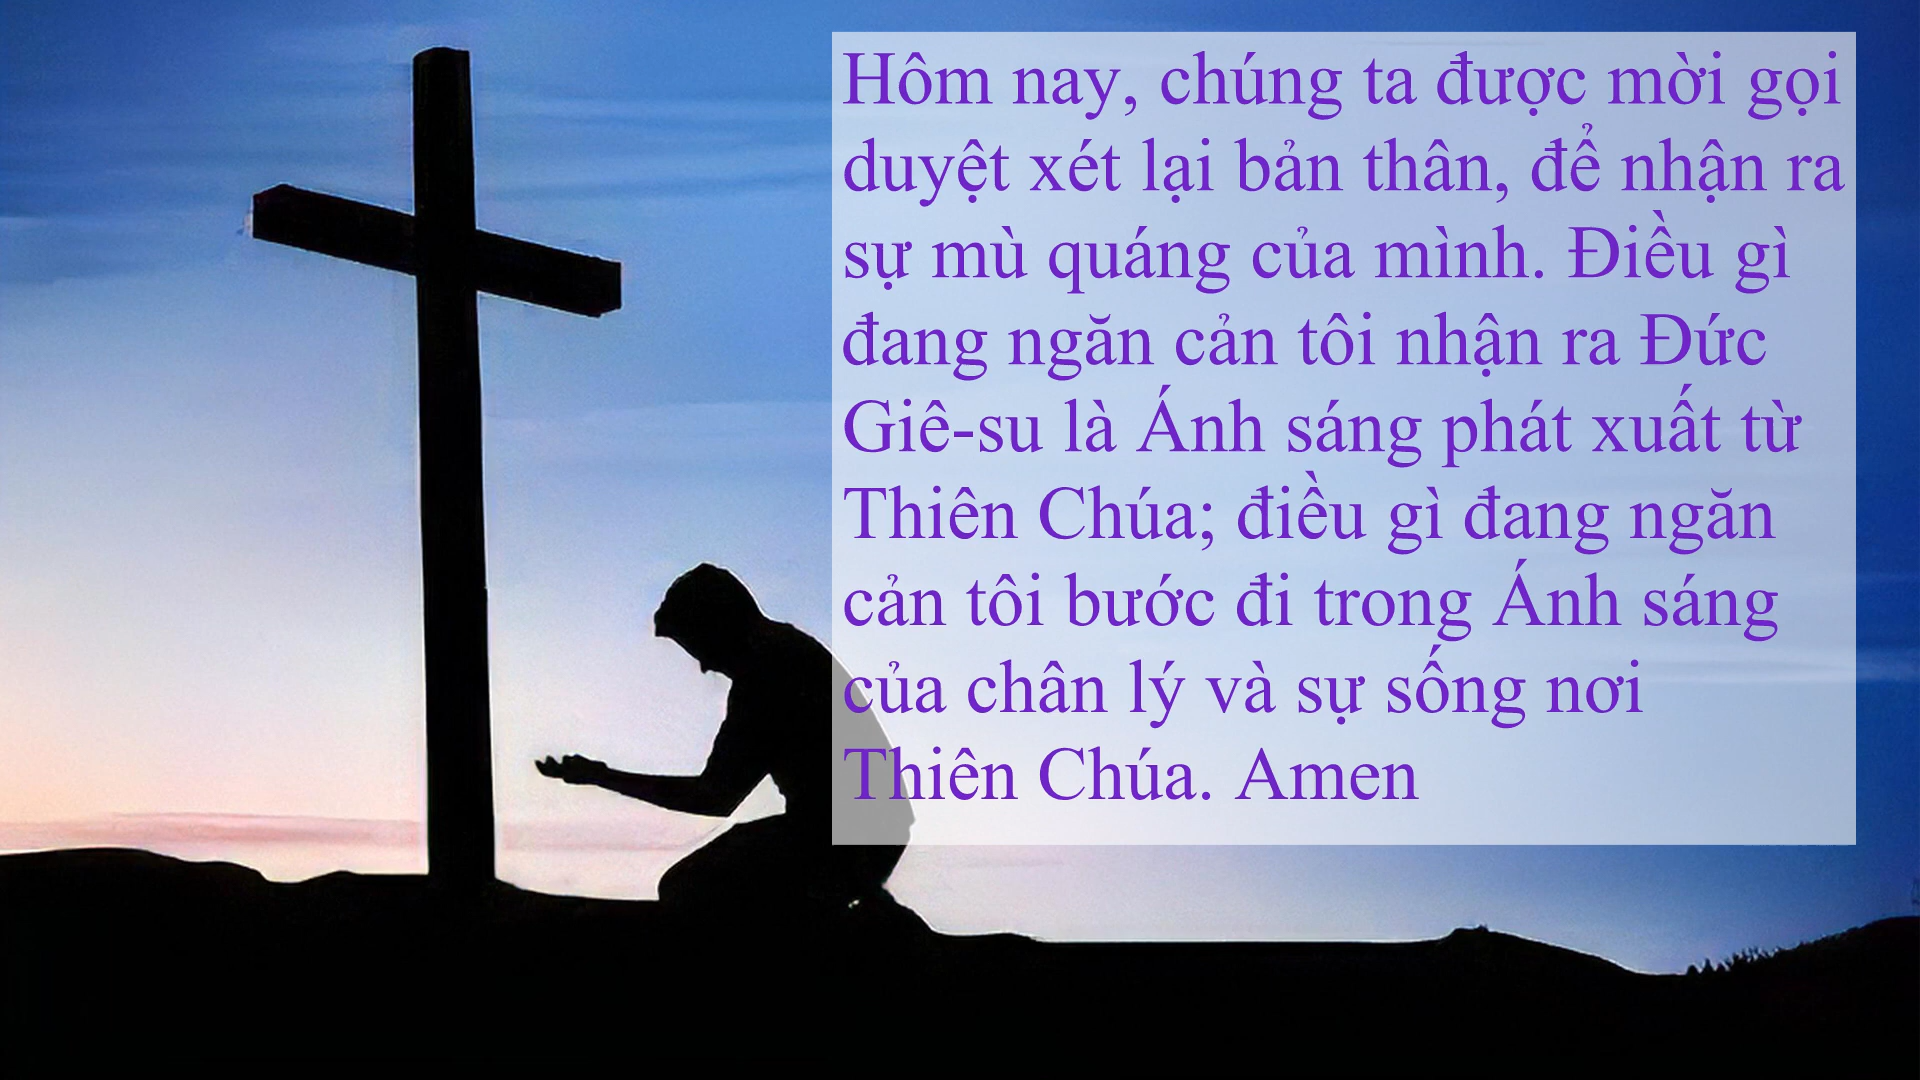 Hôm nay, chúng ta được mời gọi
duyệt xét lại bản thân, để nhận ra
sự mù quáng của mình. Điều gì
đang ngăn cản tôi nhận ra Đức
Giê-su là Ánh sáng phát xuất từ
Thiên Chúa; điều gì đang ngăn
cản tôi bước đi trong Ánh sáng
của chân lý và sự sống nơi
Thiên Chúa. Amen